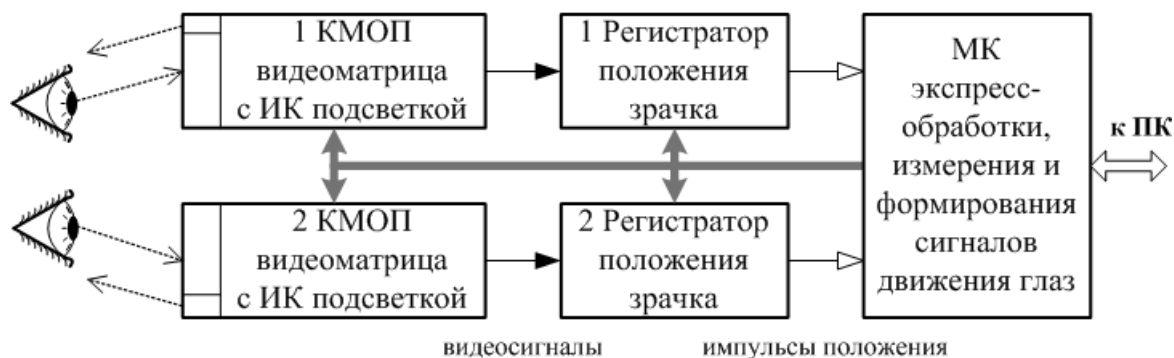 1 КМОП
видеоматрица
с ИК подсветкой
1 Регистратор
положения
зрачка
МК
экспресс-
обработки,
измерения и
формирования
сигналов
движения глаз
к ПК
2 КМОП
видеоматрица
с ИК подсветкой
2 Регистратор
положения
зрачка
видеосигналы
импульсы положения